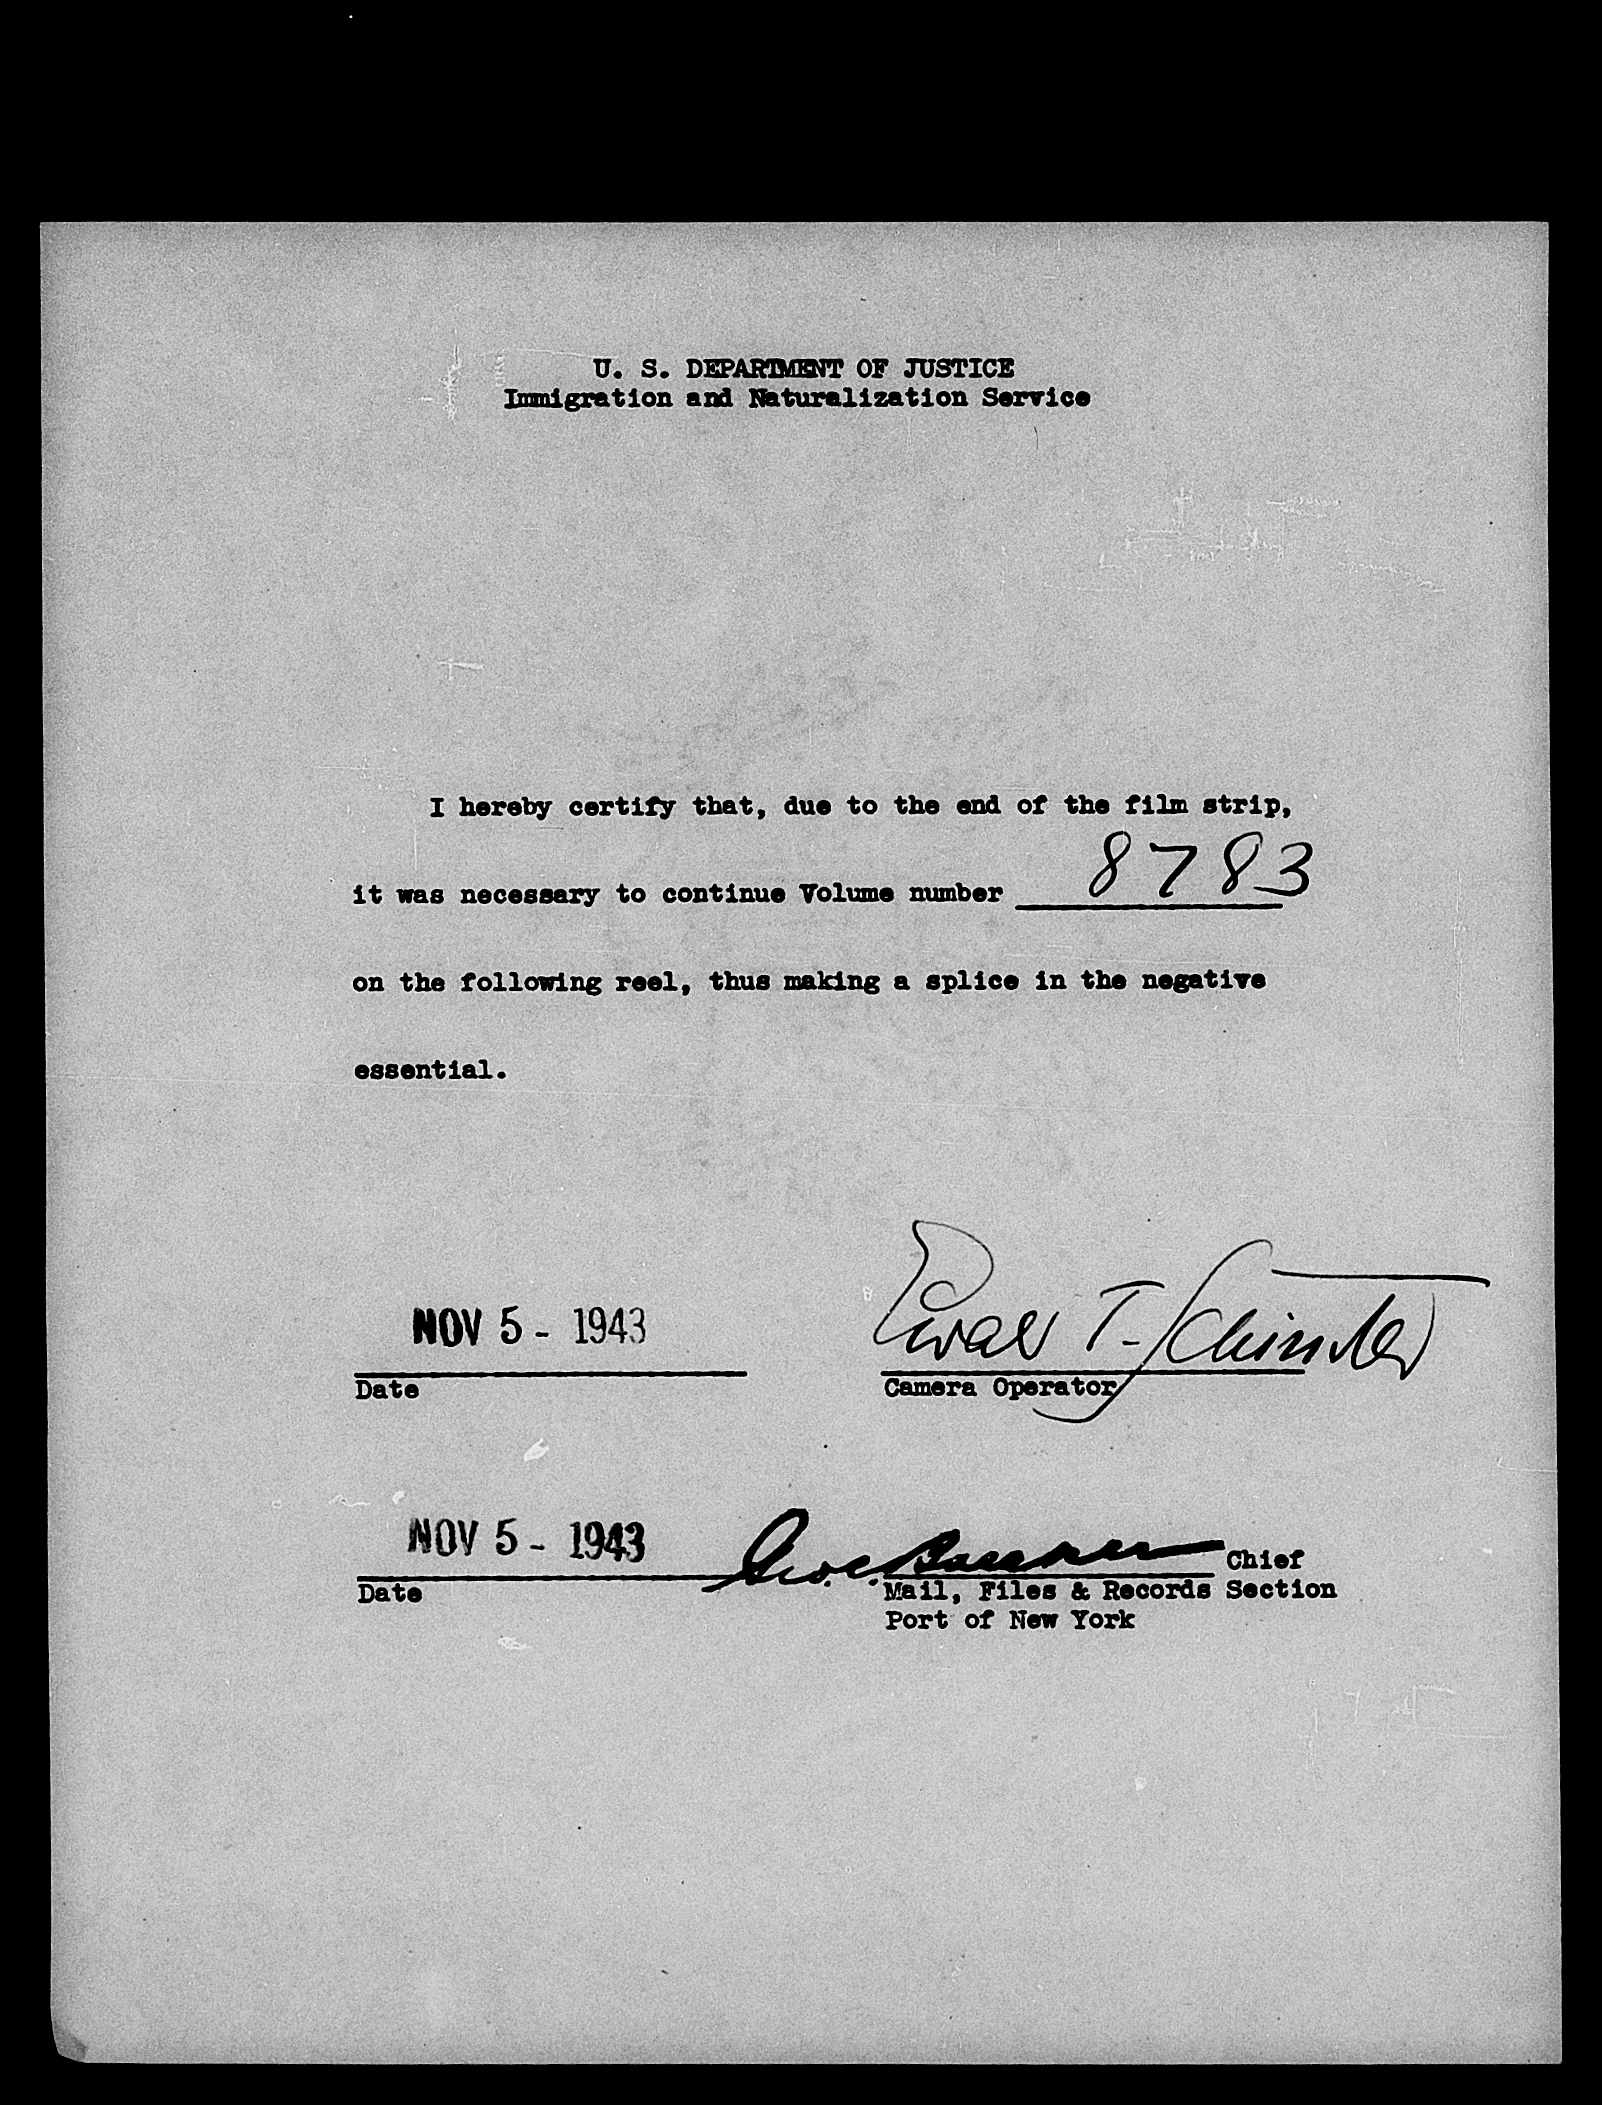 U. S. DEPARTMENT OF JUSTICE
Immigration and Naturalization Service
I hereby certify that, due to the end of the film strip,
it was necessary to continue Volume number 8783
on the following reel, thus making a splice in the negative
essential.
NOV 5 - 1943
Date
T. Schindler
Camera Operator
NOV 5 - 1943
Date
Geo. C. Chief
Mail, Files & Records Section
Port of New York